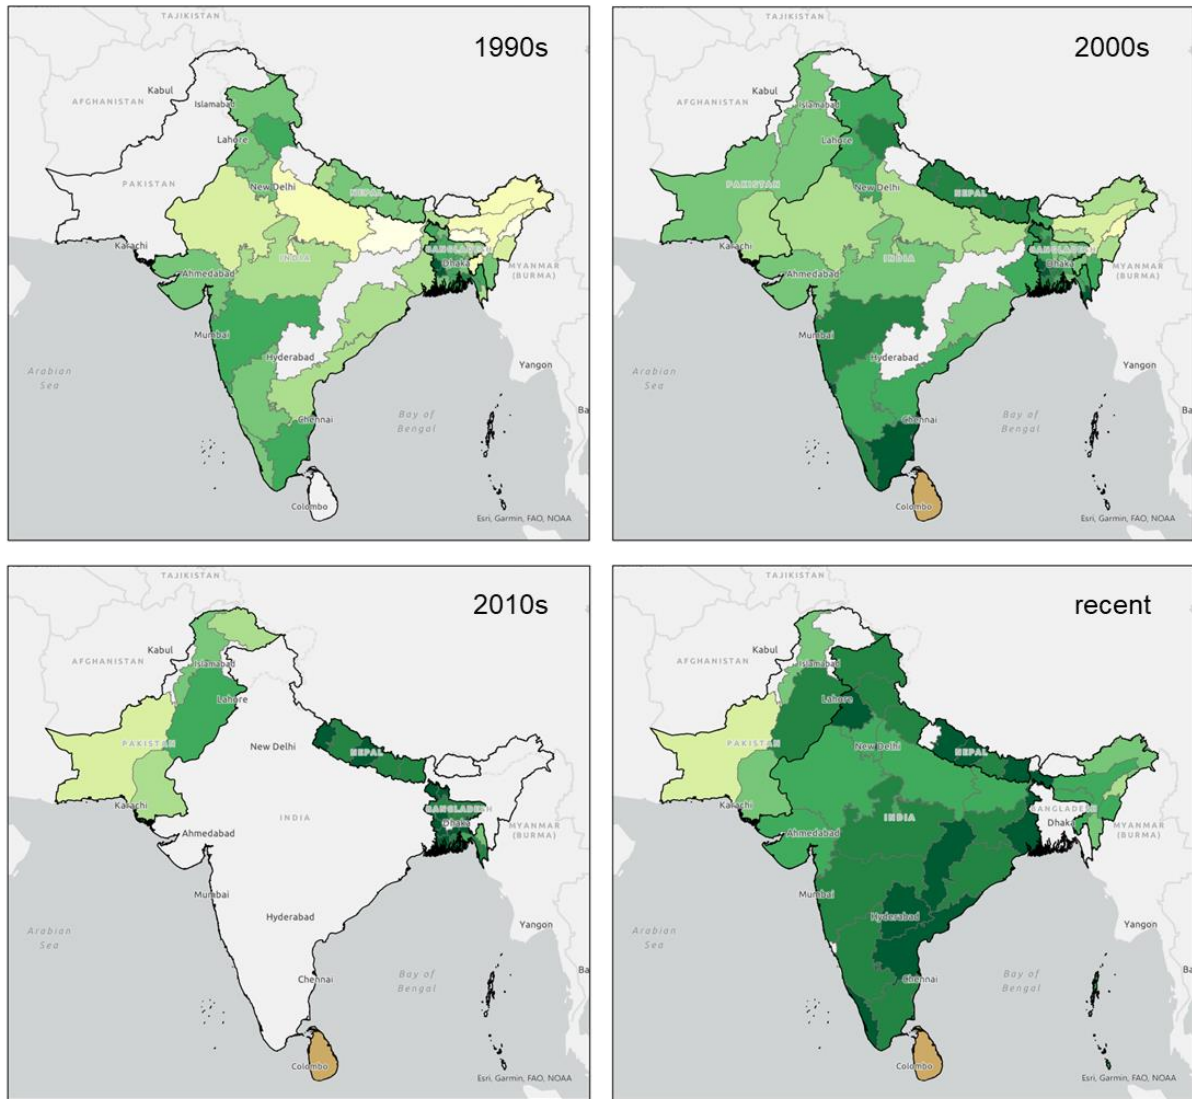 TAJIKISTAN
1990s
Kabul
AFGHANISTAN
Islamabad
Lahore
PAKISTAN
New Delhi
NEPAL
Karachi
BANGLADESH
Ahmedabad
INDIA
Dhaka
MYANMAR
(BURMA)
Mumbai
Hyderabad
Arabian
Sea
Yangon
Ba
Bay of
Bengal
Chennai
Colombo
Esri, Garmin, FAO, NOAA
TAJIKISTAN
2000s
Kabul
AFGHANISTAN
Islamabad
Lahore
PAKISTAN
New Delhi
NEPAL
Karachi
BANGLADESH
Ahmedabad
INDIA
Dhaka
MYANMAR
(BURMA)
Mumbai
Hyderabad
Arabian
Sea
Yangon
Ba
Bay of
Bengal
Chennai
Colombo
Esri, Garmin, FAO, NOAA
TAJIKISTAN
2010s
Kabul
AFGHANISTAN
Islamabad
Lahore
PAKISTAN
New Delhi
NEPAL
Karachi
BANGLADESH
Ahmedabad
INDIA
Dhaka
MYANMAR
(BURMA)
Mumbai
Hyderabad
Arabian
Sea
Yangon
Ba
Bay of
Bengal
Chennai
Colombo
Esri, Garmin, FAO, NOAA
TAJIKISTAN
recent
Kabul
AFGHANISTAN
Islamabad
Lahore
PAKISTAN
New Delhi
NEPAL
Karachi
BANGLADESH
Ahmedabad
INDIA
Dhaka
MYANMAR
(BURMA)
Mumbai
Hyderabad
Arabian
Sea
Yangon
Ba
Bay of
Bengal
Chennai
Colombo
Esri, Garmin, FAO, NOAA